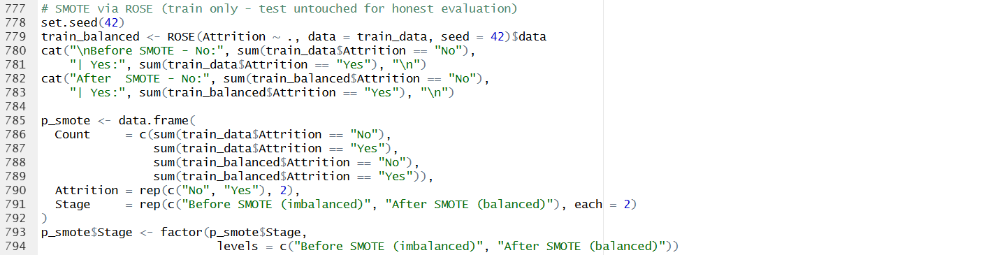 777 # SMOTE via ROSE (train only - test untouched for honest evaluation)
778 set.seed(42)
779 train_balanced <- ROSE(Attrition ~ ., data = train_data, seed = 42)$data
780 cat("\nBefore SMOTE - No:", sum(train_data$Attrition == "No"),
781     "| Yes:", sum(train_data$Attrition == "Yes"), "\n")
782 cat("After  SMOTE - No:", sum(train_balanced$Attrition == "No"),
783     "| Yes:", sum(train_balanced$Attrition == "Yes"), "\n")
784
785 p_smote <- data.frame(
786   Count     = c(sum(train_data$Attrition == "No"),
787                 sum(train_data$Attrition == "Yes"),
788                 sum(train_balanced$Attrition == "No"),
789                 sum(train_balanced$Attrition == "Yes")),
790   Attrition = rep(c("No", "Yes"), 2),
791   Stage     = rep(c("Before SMOTE (imbalanced)", "After SMOTE (balanced)"), each = 2)
792 )
793 p_smote$Stage <- factor(p_smote$Stage,
794                          levels = c("Before SMOTE (imbalanced)", "After SMOTE (balanced)"))